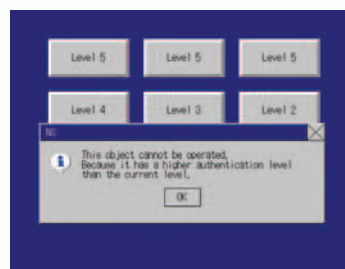 Level 5 Level 5 Level 5
Level 4 Level 3 Level 2
NS
This object cannot be operated,
Because it has a higher authentication level
than the current level.
OK